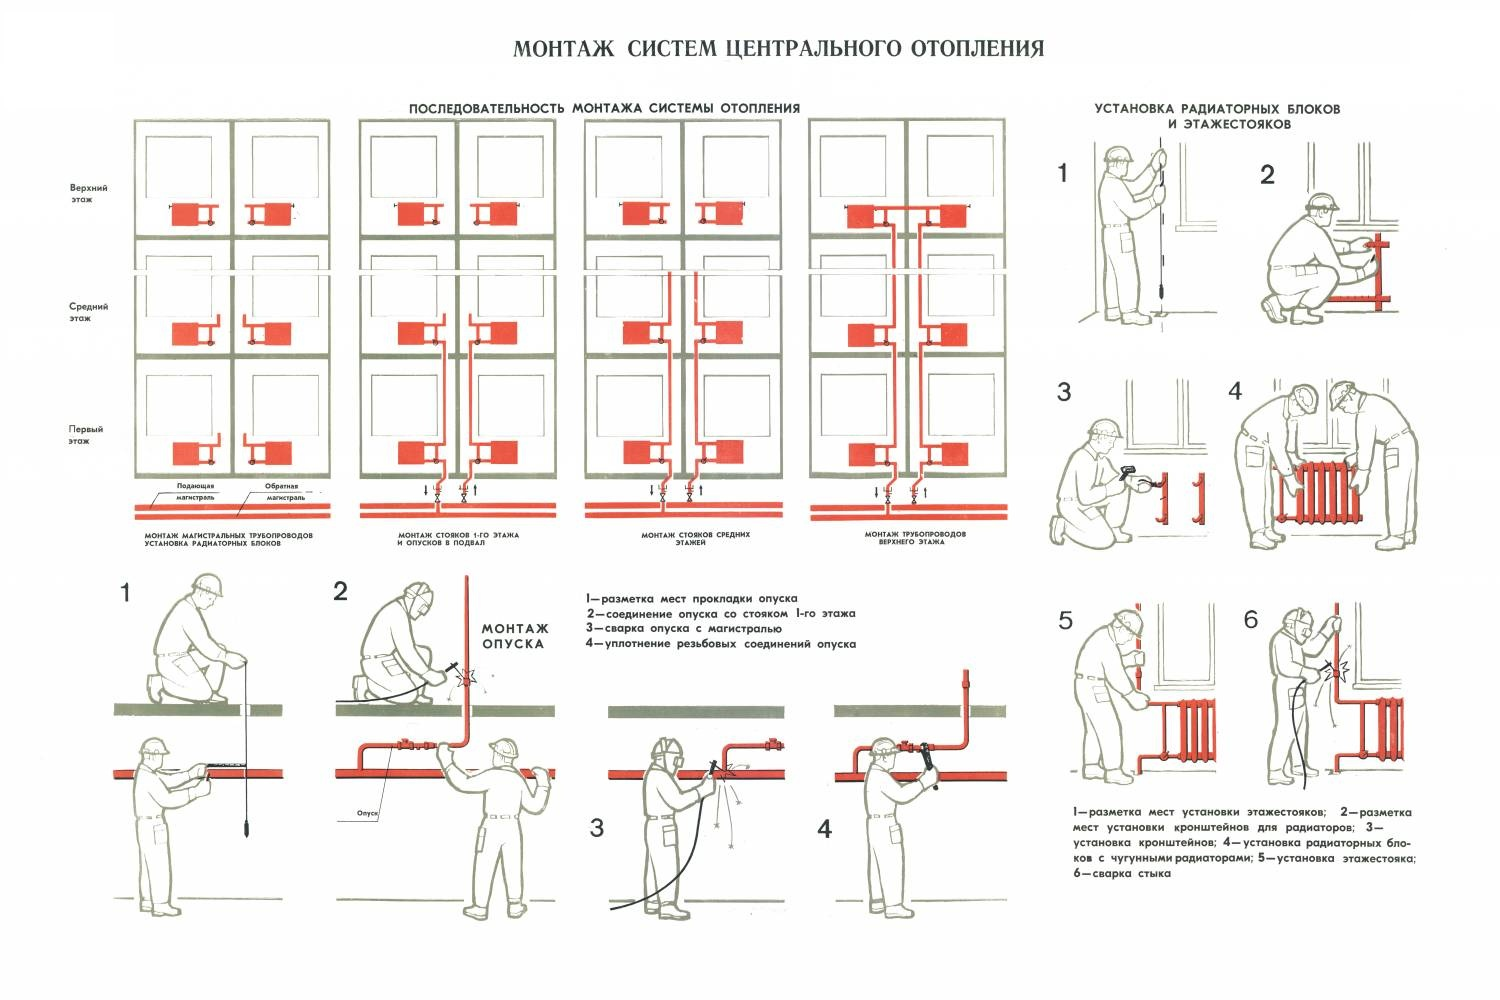 МОНТАЖ СИСТЕМ ЦЕНТРАЛЬНОГО ОТОПЛЕНИЯ
ПОСЛЕДОВАТЕЛЬНОСТЬ МОНТАЖА СИСТЕМЫ ОТОПЛЕНИЯ
Верхний
этаж
Средний
этаж
Первый
этаж
Подающая
магистраль
Обратная
магистраль
МОНТАЖ МАГИСТРАЛЬНЫХ ТРУБОПРОВОДОВ
УСТАНОВКА РАДИАТОРНЫХ БЛОКОВ
МОНТАЖ СТОЯКОВ 1-ГО ЭТАЖА
И ОПУСКОВ В ПОДВАЛ
МОНТАЖ СТОЯКОВ СРЕДНИХ
ЭТАЖЕЙ
МОНТАЖ ТРУБОПРОВОДОВ
ВЕРХНЕГО ЭТАЖА
1
2
МОНТАЖ
ОПУСКА
Опуск
1—разметка мест прокладки опуска
2—соединение опуска со стояком 1-го этажа
3—сварка опуска с магистралью
4—уплотнение резьбовых соединений опуска
3
4
УСТАНОВКА РАДИАТОРНЫХ БЛОКОВ
И ЭТАЖЕСТОЯКОВ
1
2
3
4
5
6
1—разметка мест установки этажестояков; 2—разметка
мест установки кронштейнов для радиаторов; 3—
установка кронштейнов; 4—установка радиаторных бло-
ков с чугунными радиаторами; 5—установка этажестояка;
6—сварка стыка